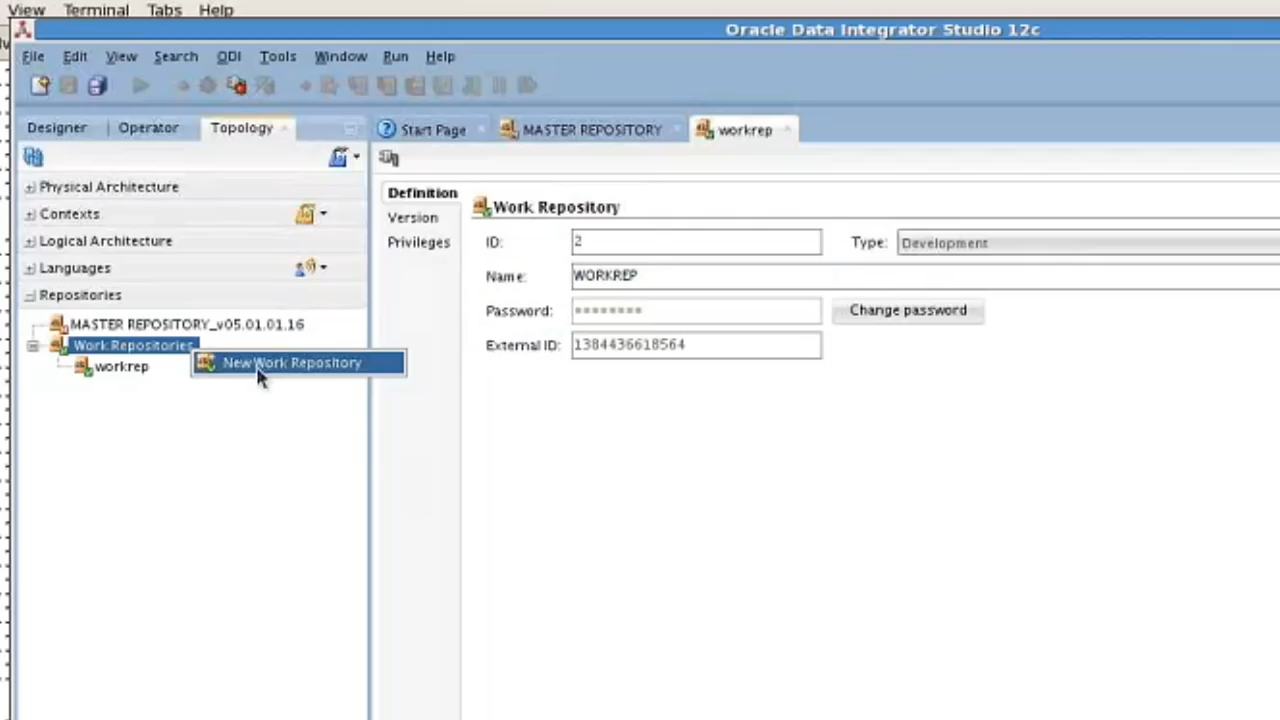 View Terminal Tabs Help
Oracle Data Integrator Studio 12c
File Edit View Search ODI Tools Window Run Help
Designer Operator Topology
Start Page MASTER REPOSITORY workrep
Physical Architecture
Contexts
Logical Architecture
Languages
Repositories
MASTER REPOSITORY_v05.01.01.16
Work Repositories
New Work Repository
workrep
Definition
Version
Privileges
Work Repository
ID: 2 Type: Development
Name: WORKREP
Password: ******** Change password
External ID: 1384436618564